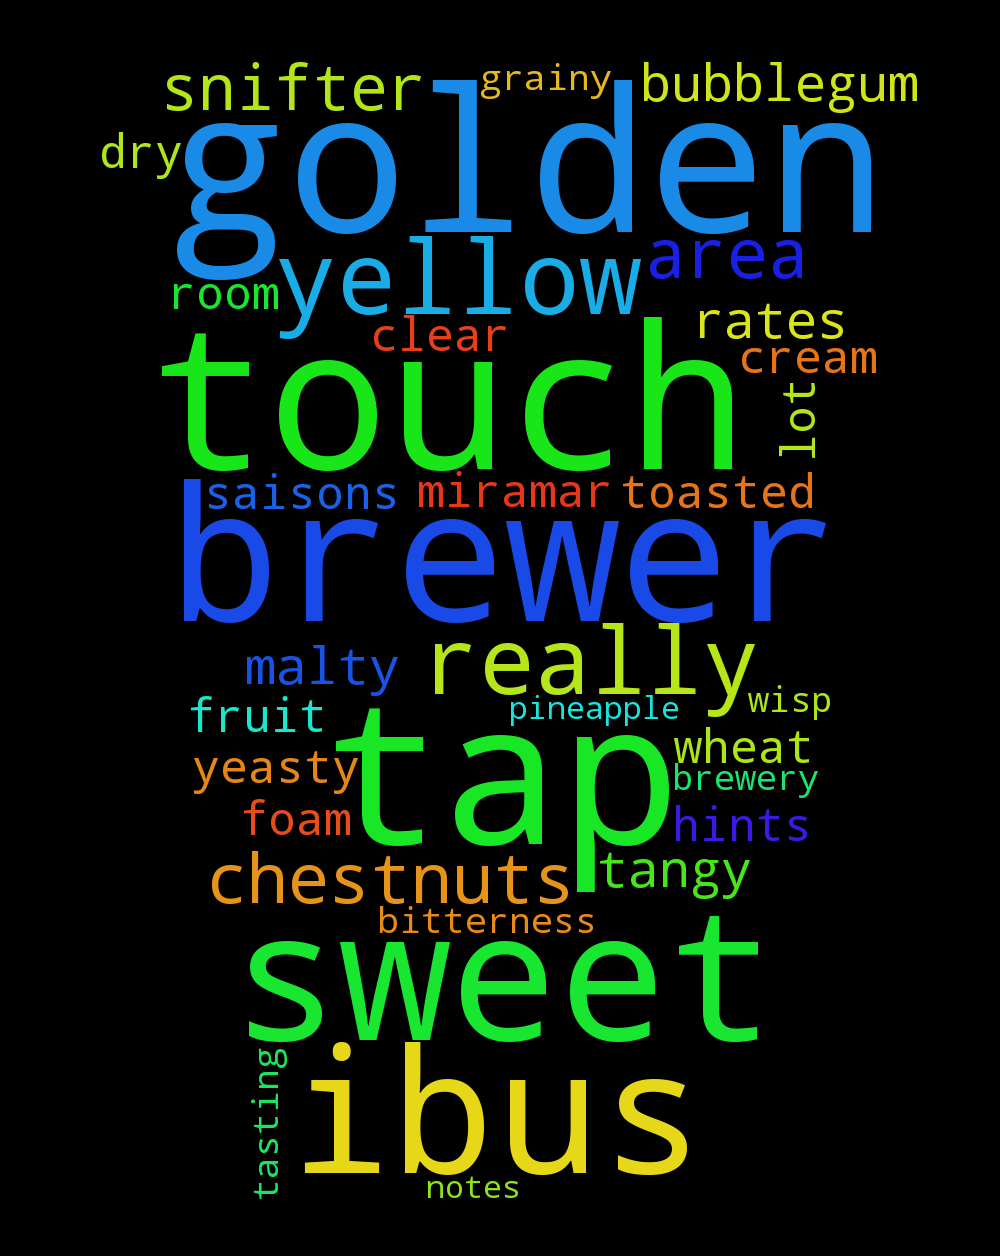 snifter grainy bubblegum
golden
dry
yellow area
room
clear rates
cream
touch
lot
saisons miramar toasted
brewer
malty really
wisp
fruit pineapple
tap
wheat
yeasty brewery
foam hints
chestnuts tangy
bitterness
sweet
tasting
ibus
notes